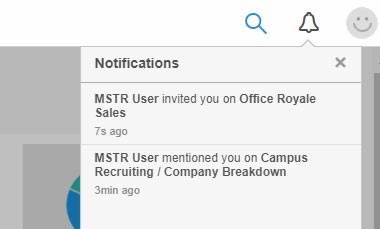 Notifications
MSTR User invited you on Office Royale
Sales
7s ago
MSTR User mentioned you on Campus
Recruiting / Company Breakdown
3min ago